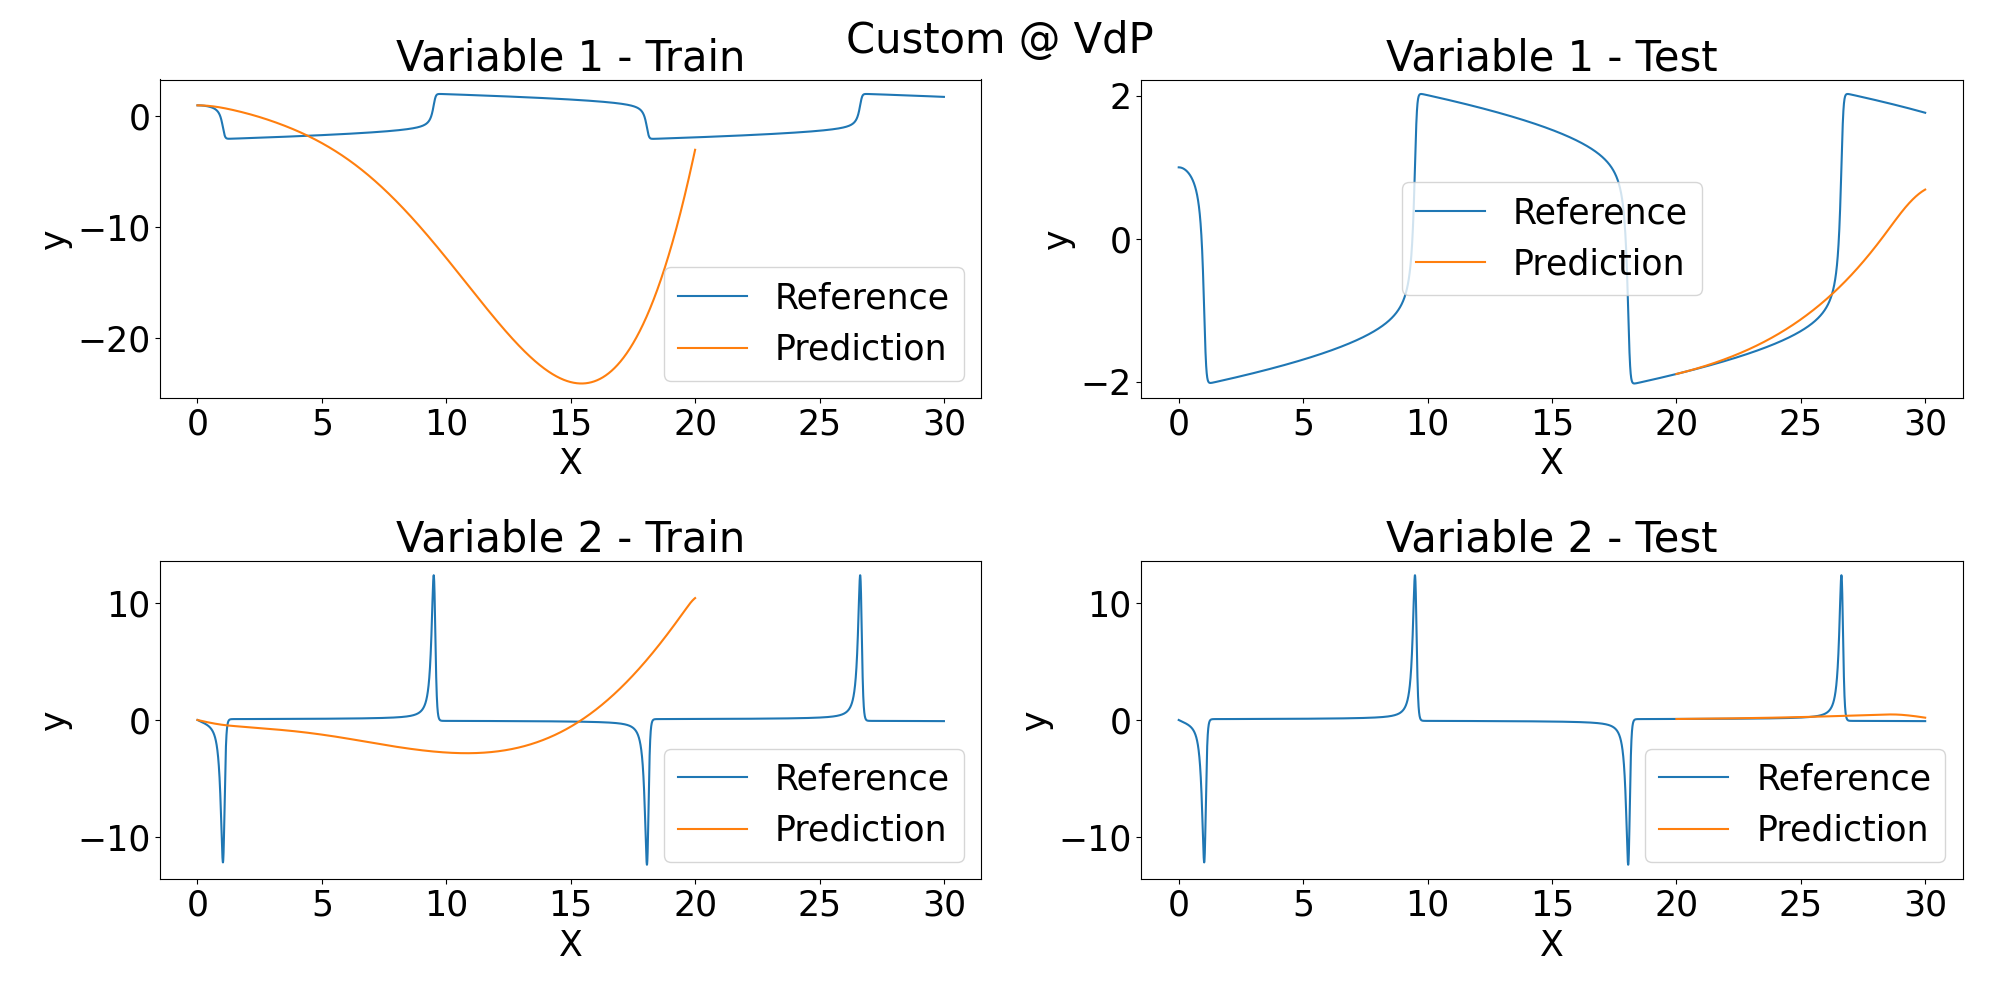 Custom @ VdP
Variable 1 - Train
0
−10
−20
y
0 5 10 15 20 25 30
X
Reference
Prediction
Variable 1 - Test
2
0
−2
y
0 5 10 15 20 25 30
X
Reference
Prediction
Variable 2 - Train
10
0
−10
y
0 5 10 15 20 25 30
X
Reference
Prediction
Variable 2 - Test
10
0
−10
y
0 5 10 15 20 25 30
X
Reference
Prediction